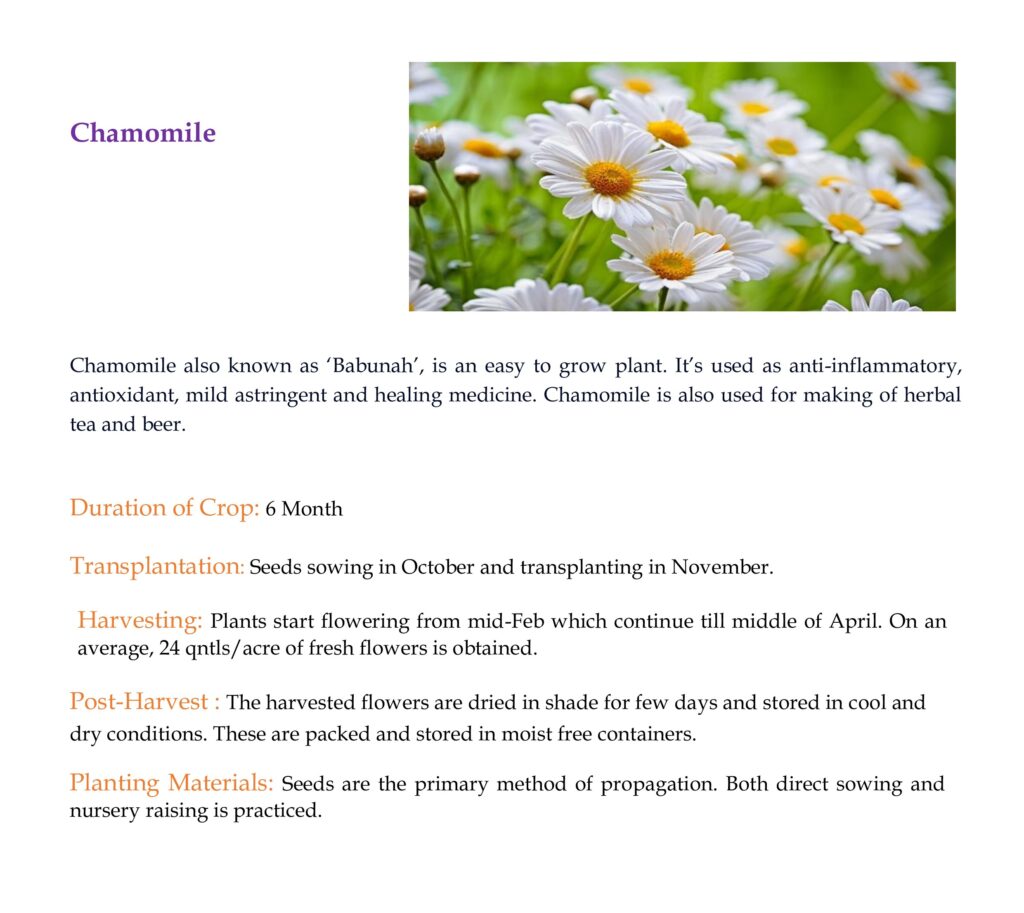 Chamomile
Chamomile also known as ‘Babunah’, is an easy to grow plant. It’s used as anti-inflammatory,
antioxidant, mild astringent and healing medicine. Chamomile is also used for making of herbal
tea and beer.
Duration of Crop: 6 Month
Transplantation: Seeds sowing in October and transplanting in November.
Harvesting: Plants start flowering from mid-Feb which continue till middle of April. On an
average, 24 qntls/acre of fresh flowers is obtained.
Post-Harvest : The harvested flowers are dried in shade for few days and stored in cool and
dry conditions. These are packed and stored in moist free containers.
Planting Materials: Seeds are the primary method of propagation. Both direct sowing and
nursery raising is practiced.